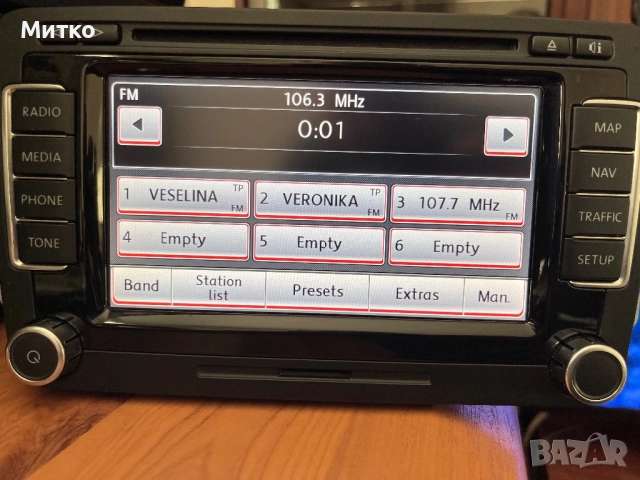 Митко
RADIO
MEDIA
PHONE
TONE
FM
106.3 MHz
0:01
1 VESELINA TP FM
2 VERONIKA TP FM
3 107.7 MHz FM
4 Empty
5 Empty
6 Empty
Band
Station list
Presets
Extras
Man.
MAP
NAV
TRAFFIC
SETUP
BAZAR